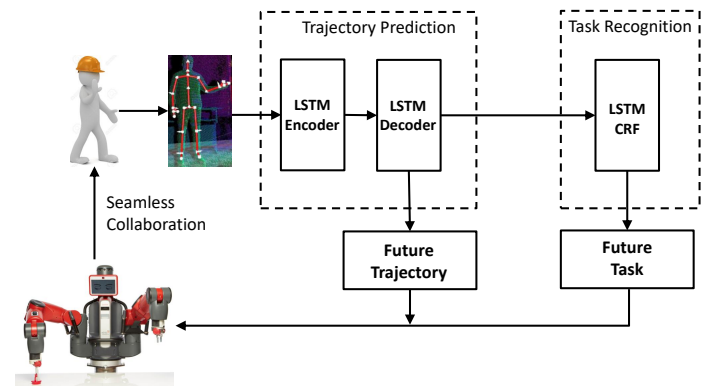 Trajectory Prediction
Task Recognition
LSTM
Encoder
LSTM
Decoder
LSTM
CRF
Seamless
Collaboration
Future
Trajectory
Future
Task